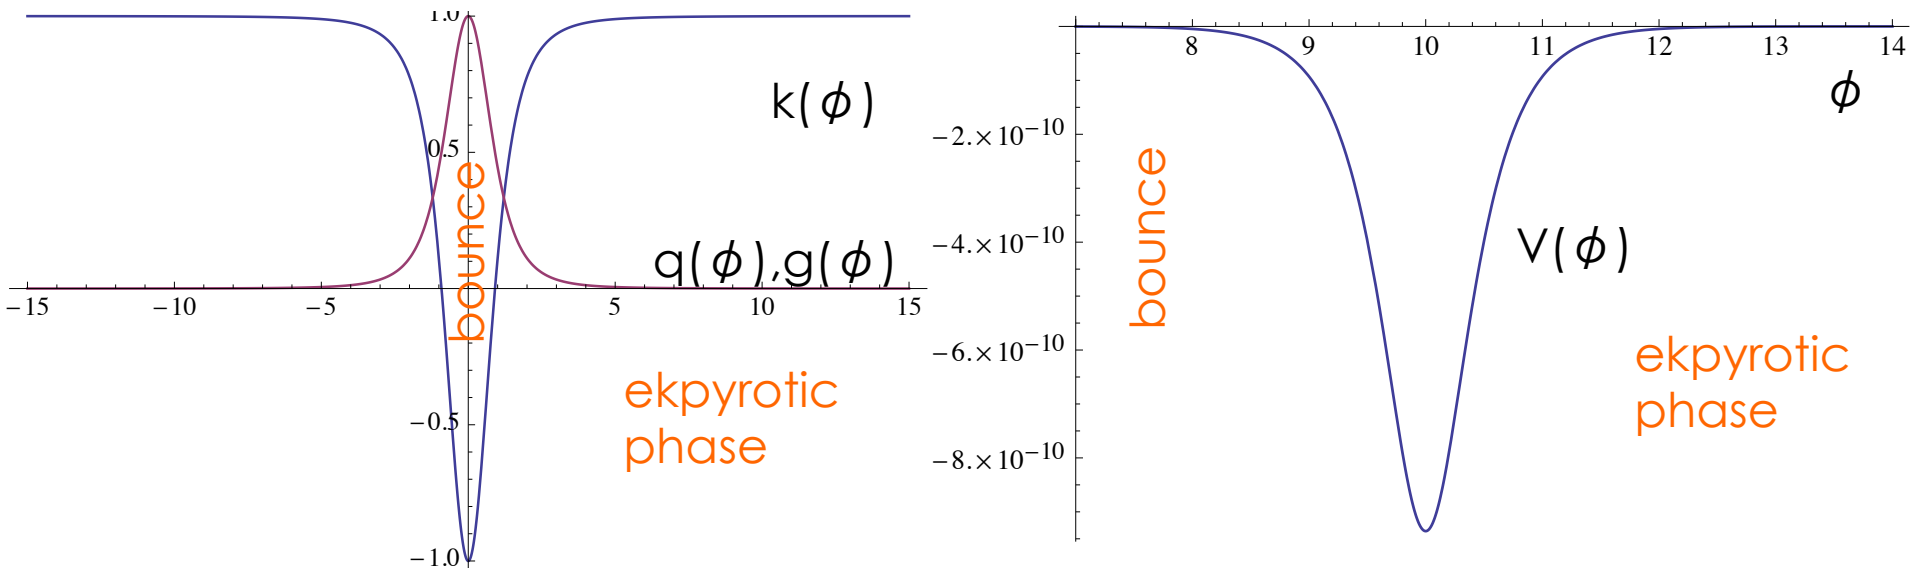 1.0
k(ϕ)
0.5
bounce
q(ϕ),g(ϕ)
−15 −10 −5 5 10 15
ekpyrotic
phase
−0.5
−1.0
8 9 10 11 12 13 14
ϕ
−2.×10⁻¹⁰
bounce
−4.×10⁻¹⁰
V(ϕ)
−6.×10⁻¹⁰
ekpyrotic
phase
−8.×10⁻¹⁰